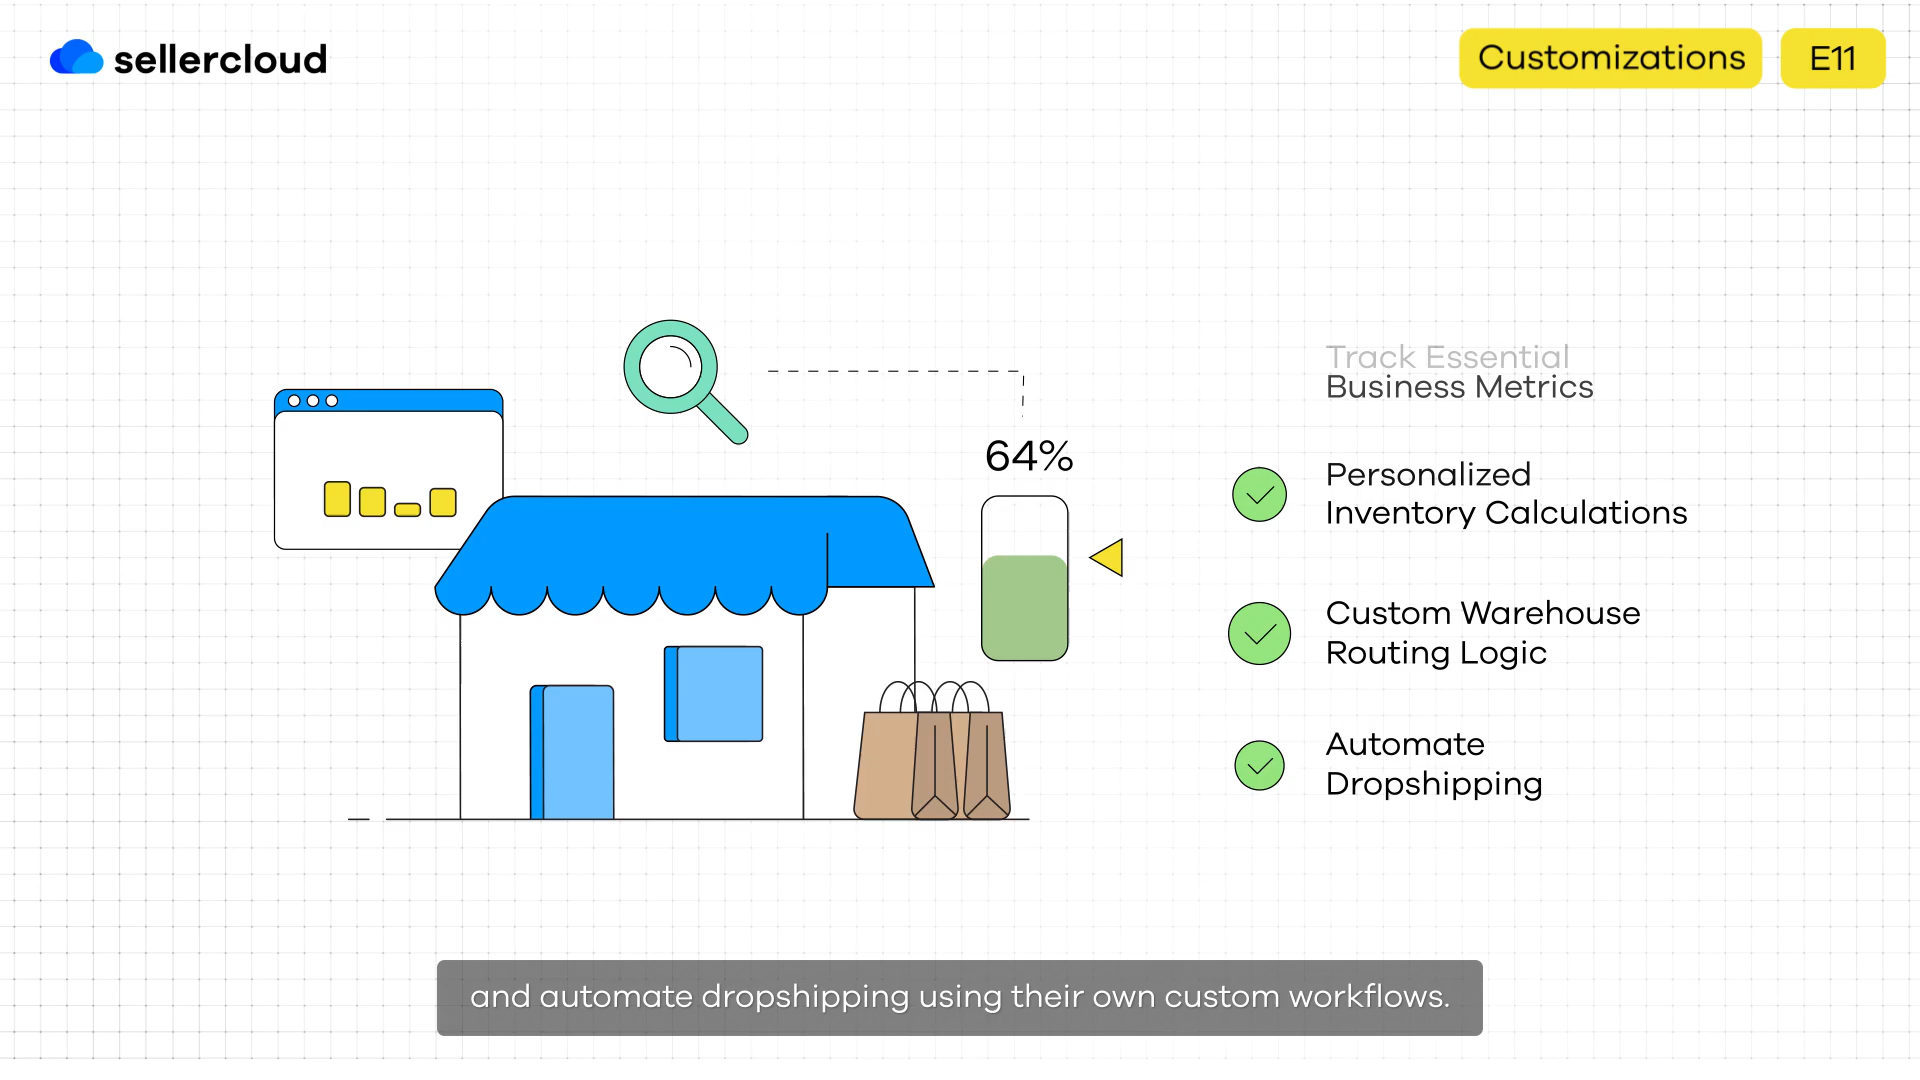 sellercloud
Customizations
E11
64%
Track Essential
Business Metrics
Personalized
Inventory Calculations
Custom Warehouse
Routing Logic
Automate
Dropshipping
and automate dropshipping using their own custom workflows.